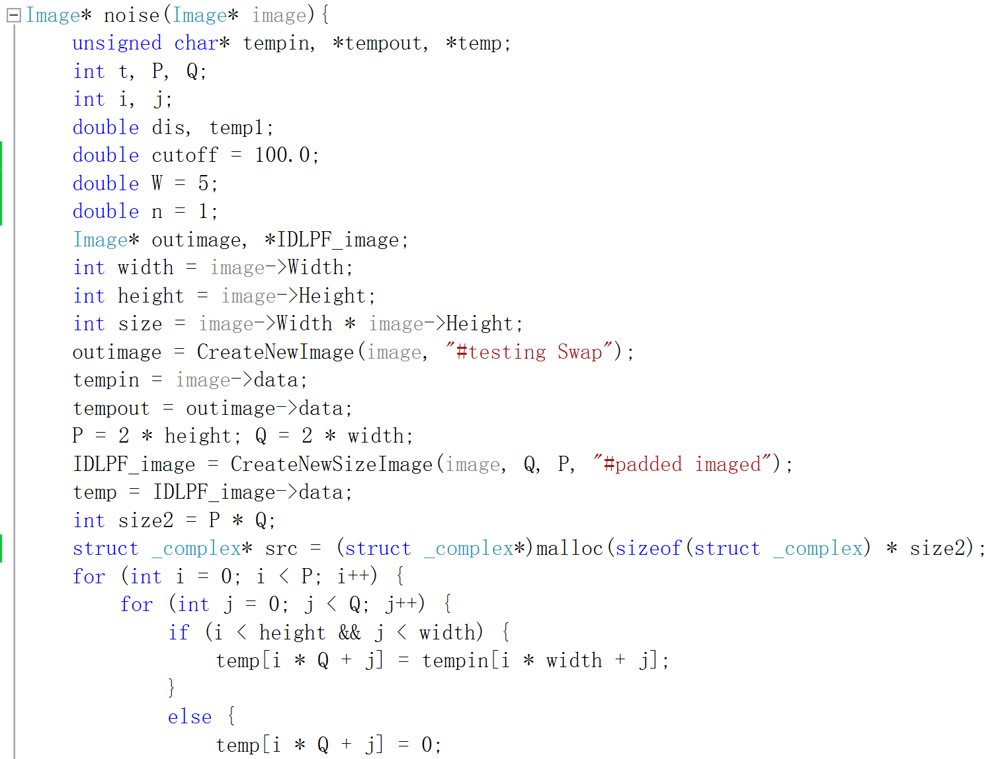 Image* noise(Image* image){
unsigned char* tempin, *tempout, *temp;
int t, P, Q;
int i, j;
double dis, temp1;
double cutoff = 100.0;
double W = 5;
double n = 1;
Image* outimage, *IDLPF_image;
int width = image->Width;
int height = image->Height;
int size = image->Width * image->Height;
outimage = CreateNewImage(image, "#testing Swap");
tempin = image->data;
tempout = outimage->data;
P = 2 * height; Q = 2 * width;
IDLPF_image = CreateNewSizeImage(image, Q, P, "#padded imaged");
temp = IDLPF_image->data;
int size2 = P * Q;
struct _complex* src = (struct _complex*)malloc(sizeof(struct _complex) * size2);
for (int i = 0; i < P; i++) {
for (int j = 0; j < Q; j++) {
if (i < height && j < width) {
temp[i * Q + j] = tempin[i * width + j];
}
else {
temp[i * Q + j] = 0;